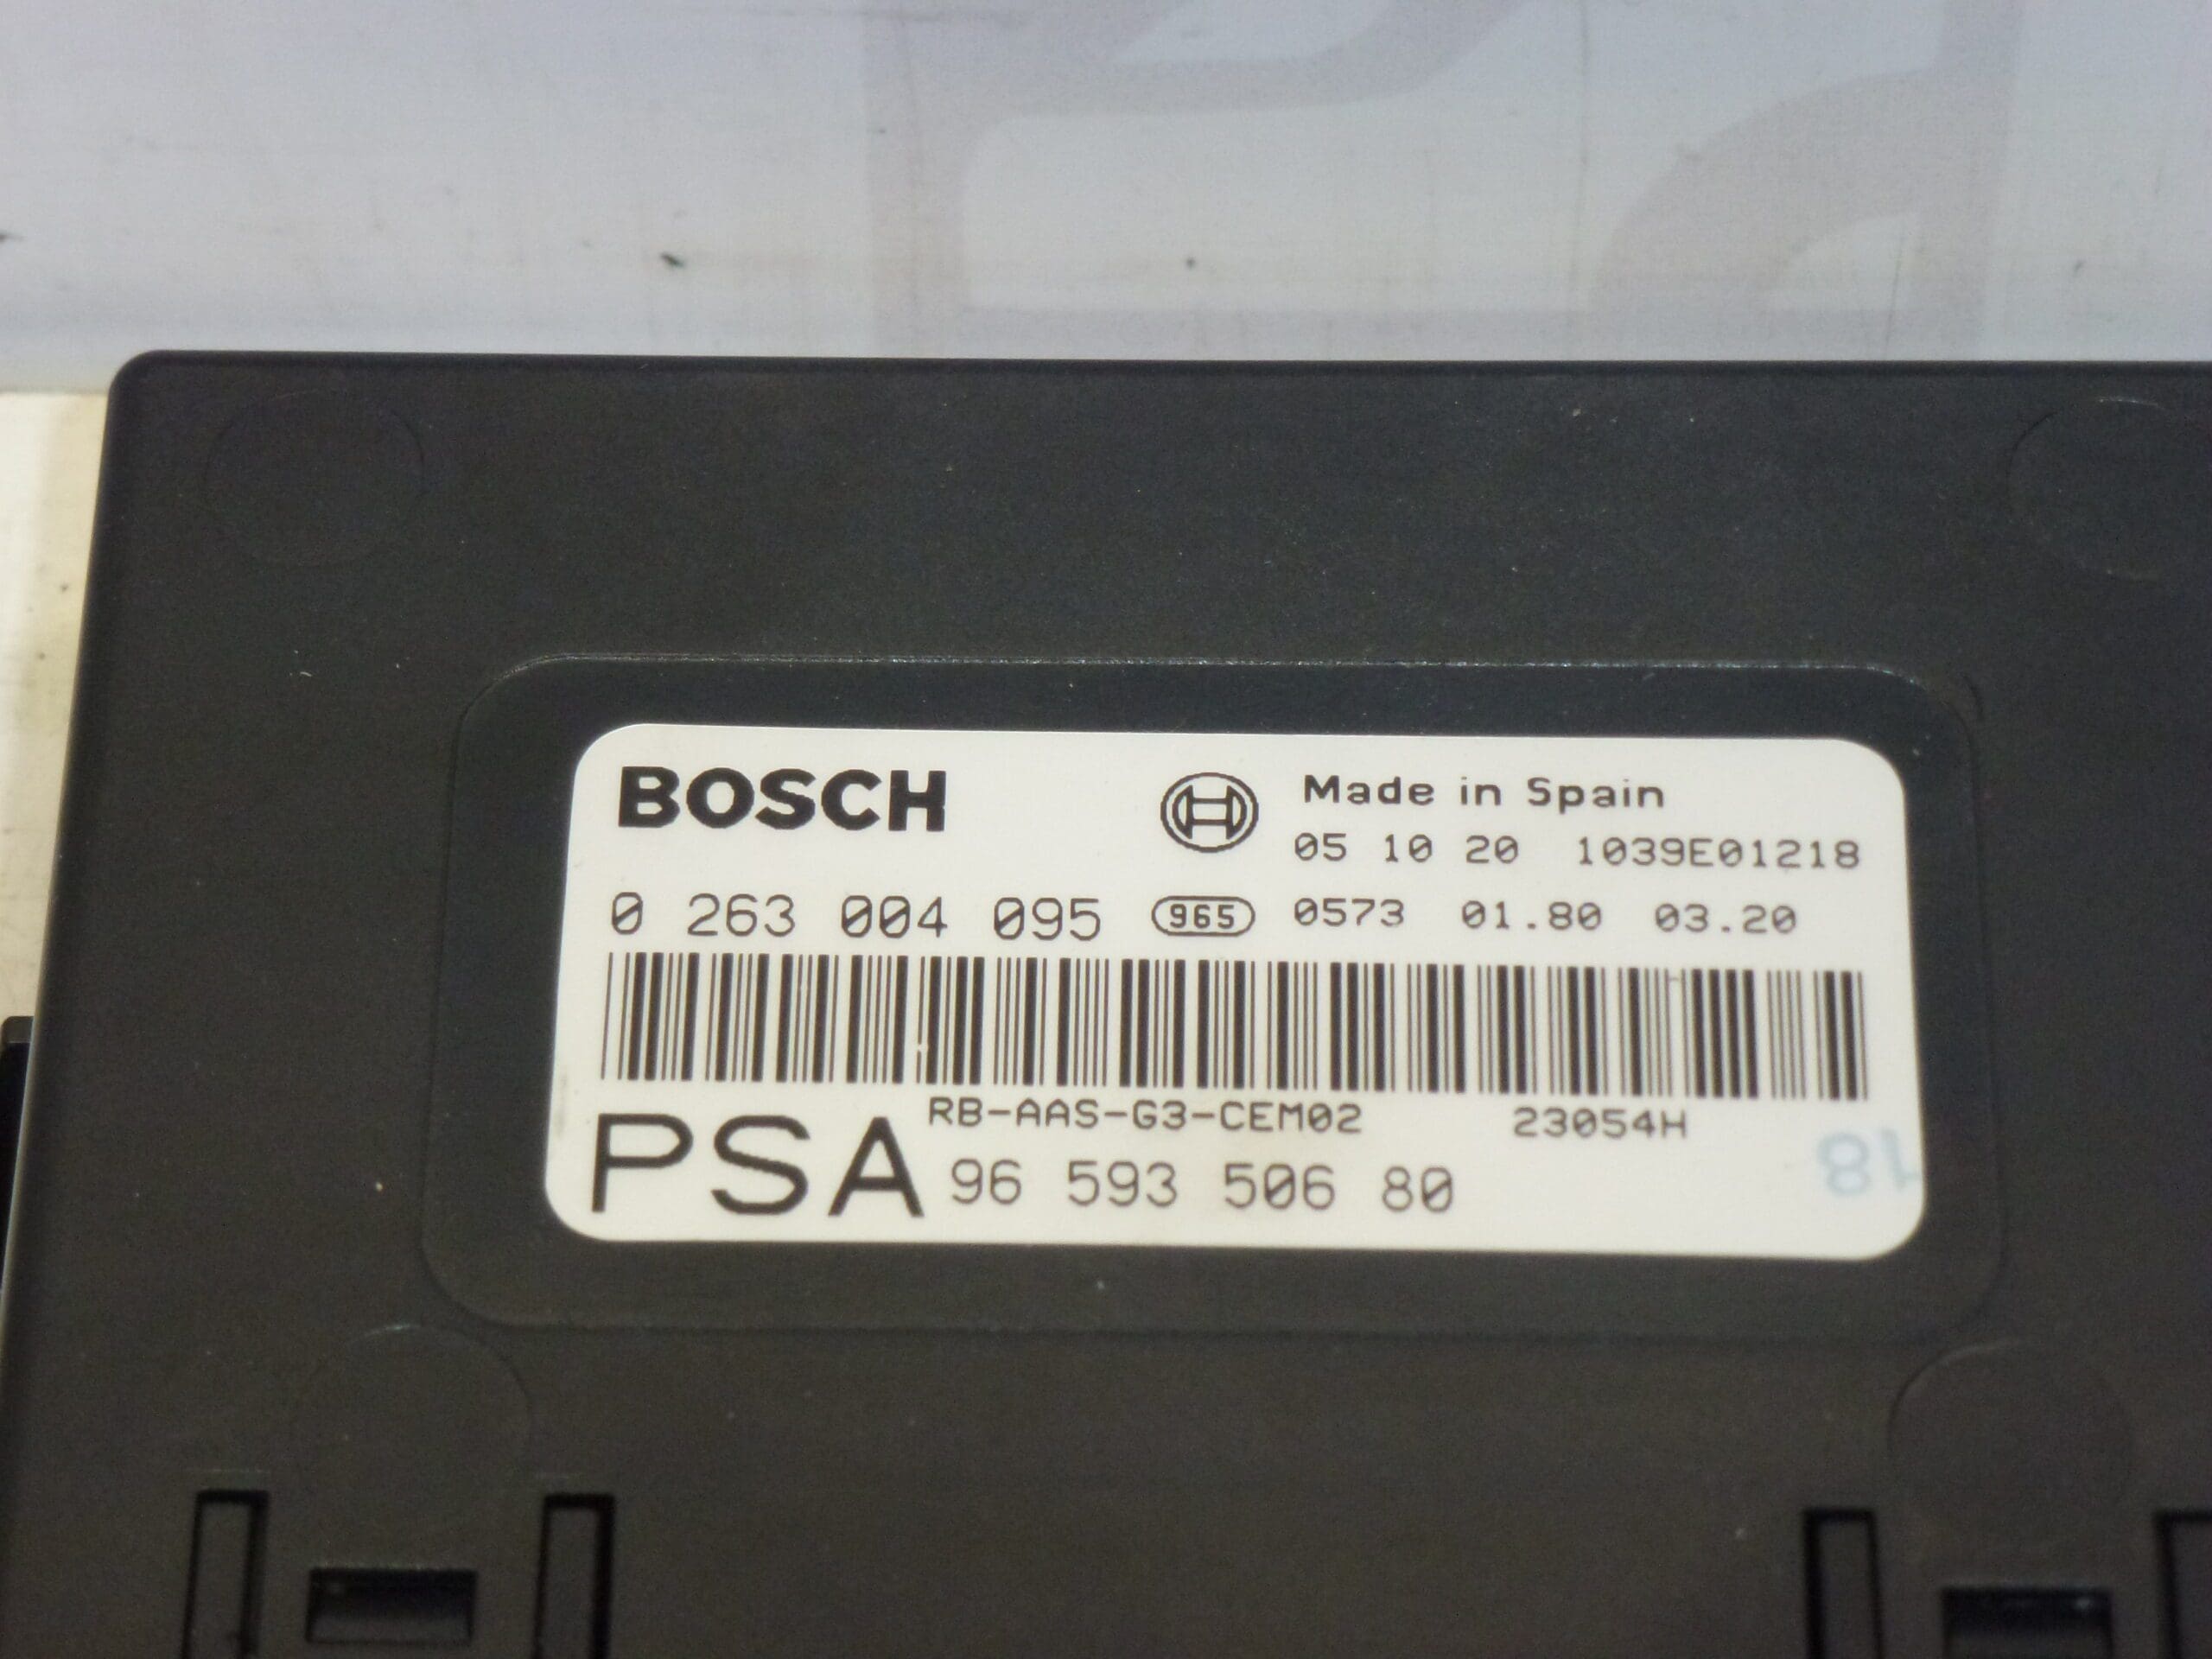 BOSCH
Made in Spain
05 10 20 1039E01218
0 263 004 095 965 0573 01.80 03.20
RB-AAS-G3-CEM02 23054H
PSA 96 593 506 80
18